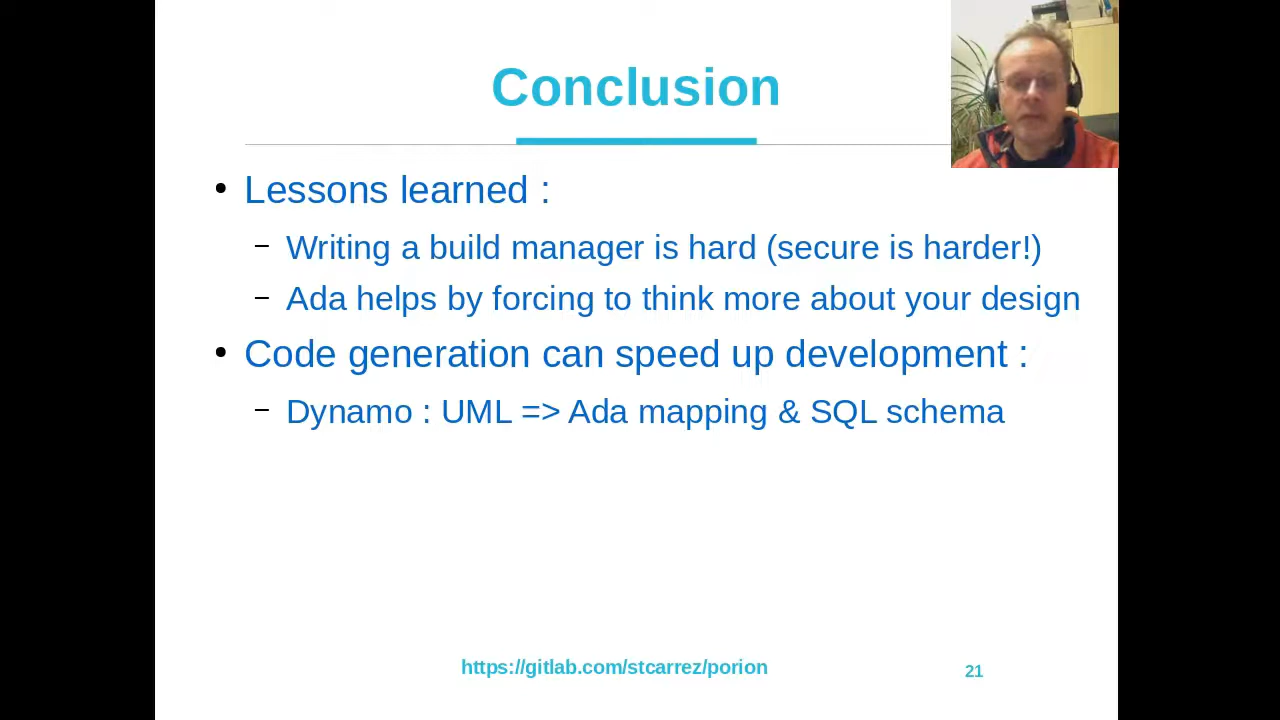 Conclusion
• Lessons learned :
– Writing a build manager is hard (secure is harder!)
– Ada helps by forcing to think more about your design
• Code generation can speed up development :
– Dynamo : UML => Ada mapping & SQL schema
https://gitlab.com/stcarrez/porion
21